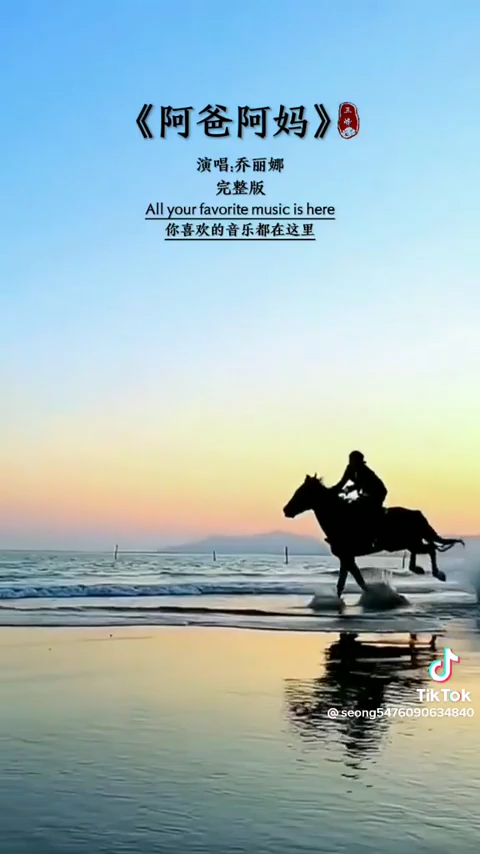 《阿爸阿妈》
演唱:乔丽娜
完整版
All your favorite music is here
你喜欢的音乐都在这里
TikTok
@seong5476090634840